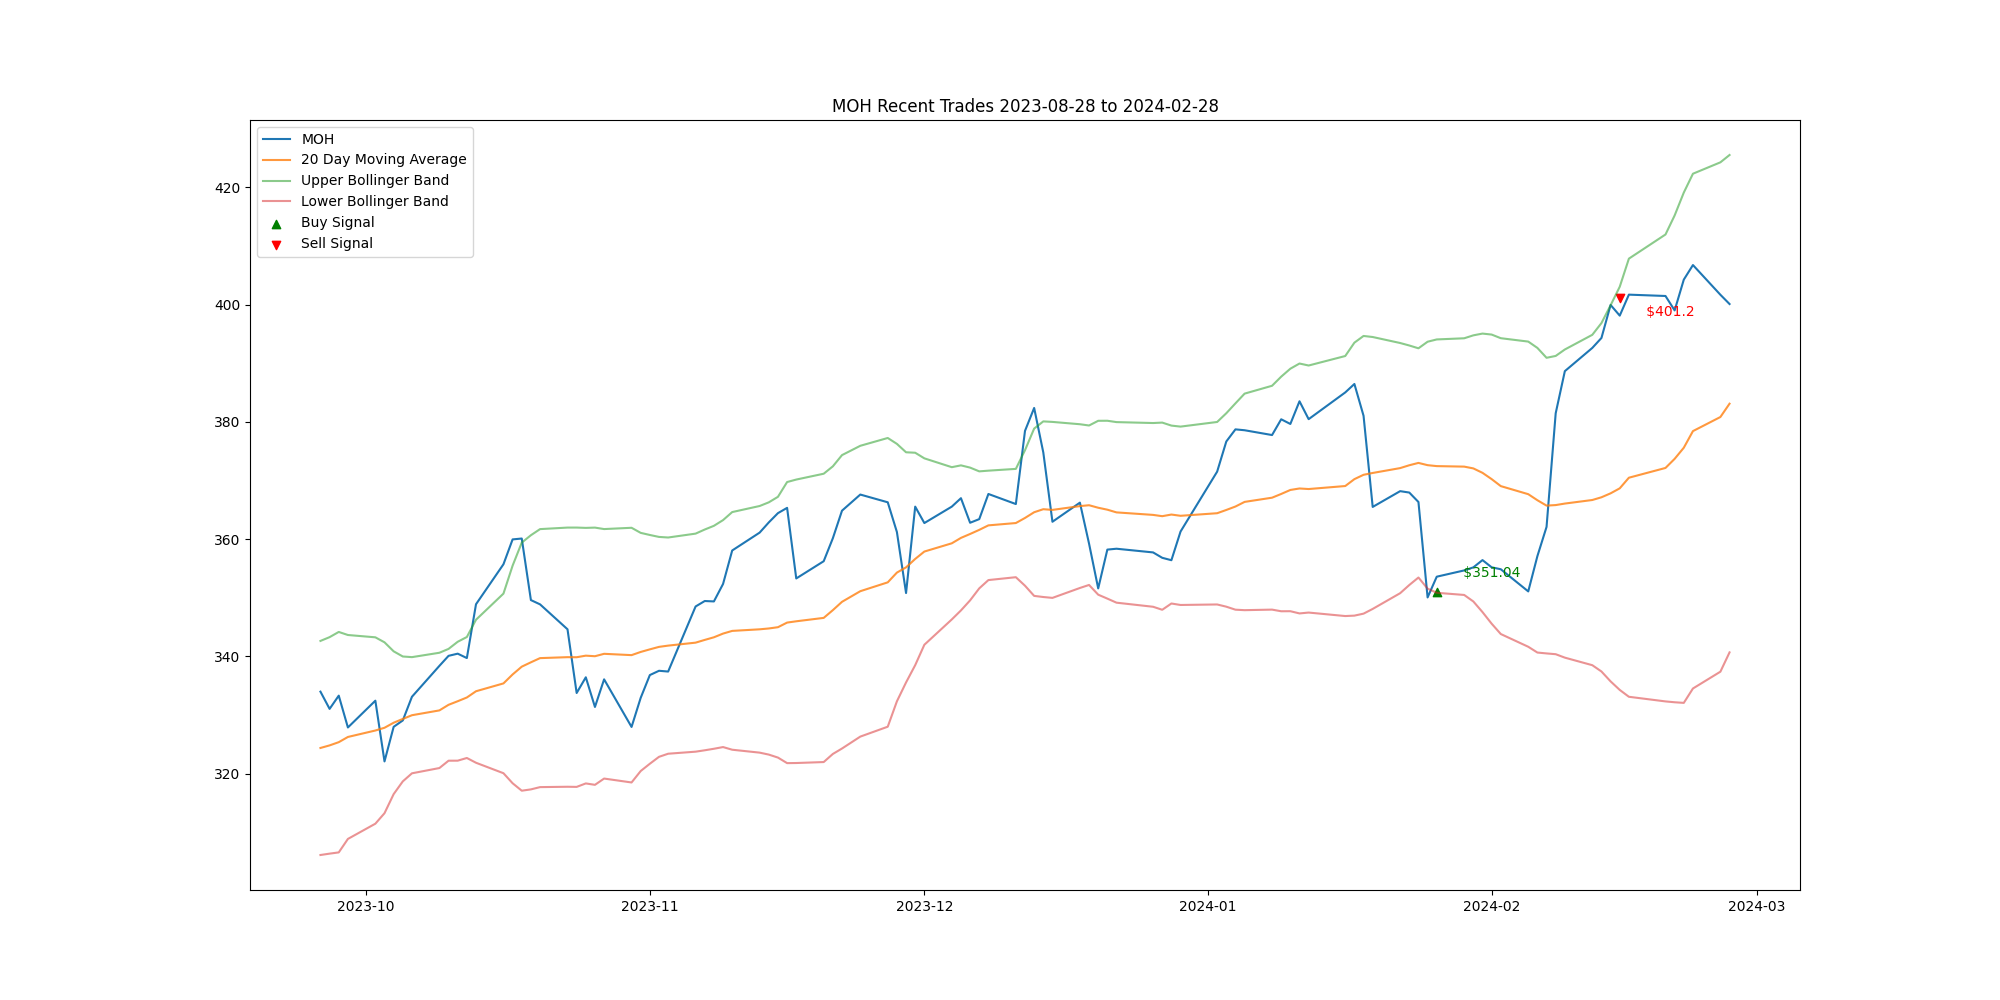 MOH Recent Trades 2023-08-28 to 2024-02-28
MOH
20 Day Moving Average
Upper Bollinger Band
Lower Bollinger Band
Buy Signal
Sell Signal
420
400
380
360
340
320
$401.2
$351.04
2023-10
2023-11
2023-12
2024-01
2024-02
2024-03